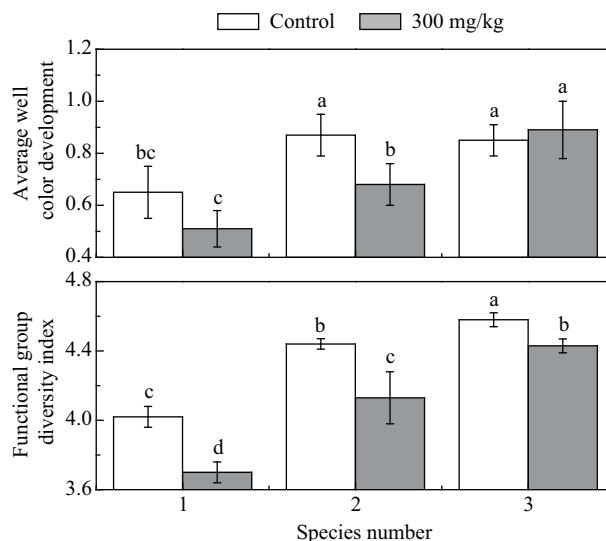 Control 300 mg/kg
Average well
color development
1.2
1.0
0.8
0.6
0.4
bc
c
a
b
a
a
Functional group
diversity index
4.8
4.4
4.0
3.6
c
d
b
c
a
b
1 2 3
Species number